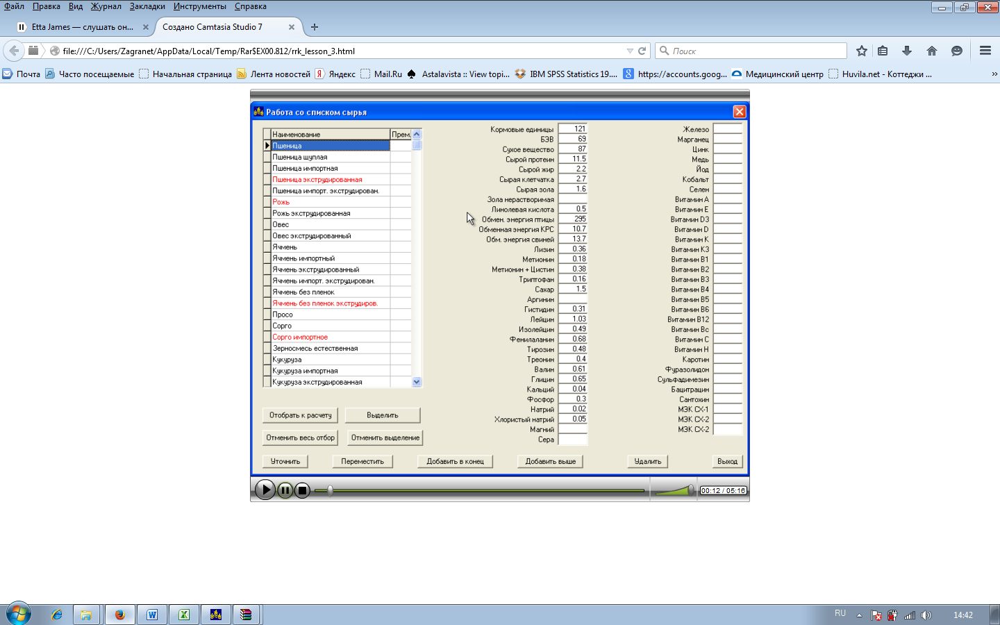 Файл Правка Вид Журнал Закладки Инструменты Справка
Etta James — слушать он...
Создано Camtasia Studio 7
file:///C:/Users/Zagranet/AppData/Local/Temp/Rar$EX00.812/rrk_lesson_3.html
Поиск
Почта Часто посещаемые Начальная страница Лента новостей Яндекс Mail.Ru Astalavista :: View topi... IBM SPSS Statistics 19.... https://accounts.goog... Медицинский центр Huvila.net - Коттеджи ...
Работа со списком сырья
Наименование Прем.
Пшеница
Пшеница щуплая
Пшеница импортная
Пшеница экструдированная
Пшеница импорт. экструдирован.
Рожь
Рожь экструдированная
Овес
Овес экструдированный
Ячмень
Ячмень импортный
Ячмень экструдированный
Ячмень импорт. экструдирован.
Ячмень без пленок
Ячмень без пленок экструдиров.
Просо
Сорго
Сорго импортное
Зерносмесь естественная
Кукуруза
Кукуруза импортная
Кукуруза экструдированная
Кормовые единицы 121
БЭВ 69
Сухое вещество 87
Сырой протеин 11.5
Сырой жир 2.2
Сырая клетчатка 2.7
Сырая зола 1.6
Зола нерастворимая
Линолевая кислота 0.5
Обмен. энергия птицы 295
Обменная энергия КРС 10.7
Обм. энергия свиней 13.7
Лизин 0.36
Метионин 0.18
Метионин + Цистин 0.38
Триптофан 0.16
Сахар 1.5
Аргинин
Гистидин 0.31
Лейцин 1.03
Изолейцин 0.49
Фенилаланин 0.68
Тирозин 0.48
Треонин 0.4
Валин 0.61
Глицин 0.65
Кальций 0.04
Фосфор 0.3
Натрий 0.02
Хлористый натрий 0.05
Магний
Сера
Железо
Марганец
Цинк
Медь
Йод
Кобальт
Селен
Витамин A
Витамин E
Витамин D3
Витамин D
Витамин K
Витамин K3
Витамин B1
Витамин B2
Витамин B3
Витамин B4
Витамин B5
Витамин B6
Витамин B12
Витамин Bc
Витамин C
Витамин H
Каротин
Фуразолидон
Сульфадимезин
Бацитрацин
Сантохин
МЭК СХ-1
МЭК СХ-2
МЭК СХ-2
Отобрать к расчету Выделить
Отменить весь отбор Отменить выделение
Уточнить Переместить Добавить в конец Добавить выше Удалить Выход
00:12 / 05:16
RU 14:42